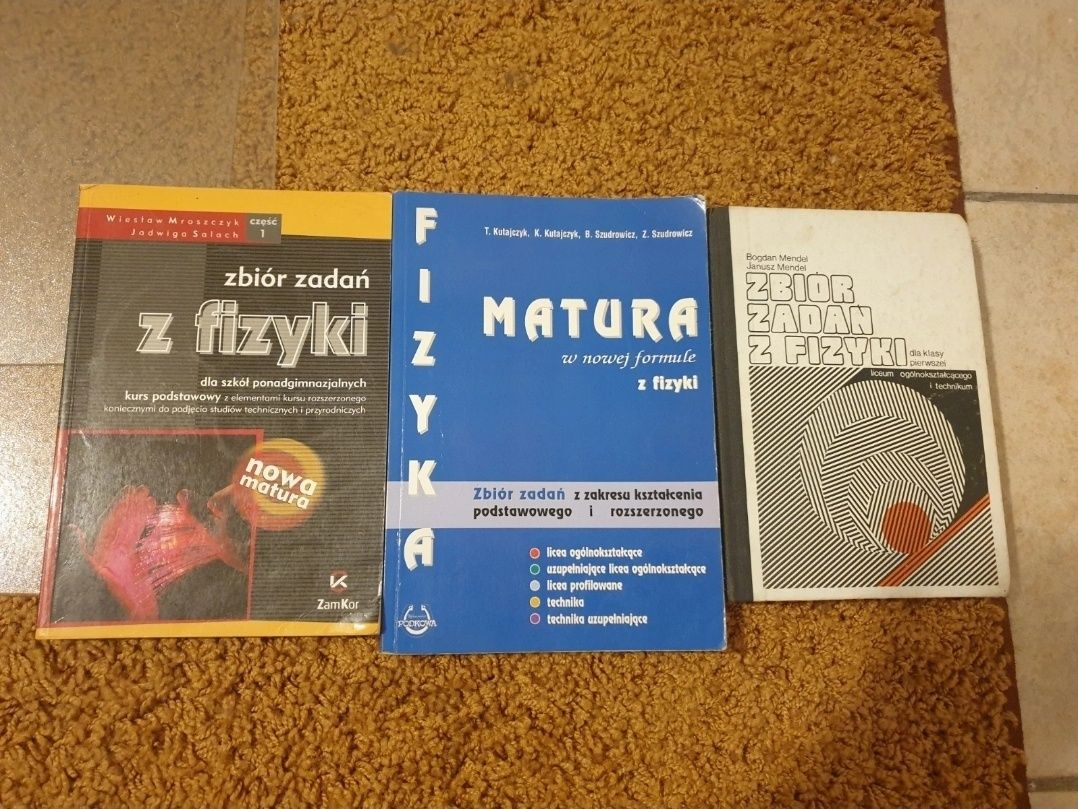 Wiesław Mroszczyk
Jadwiga Salach
część
1
zbiór zadań
z fizyki
dla szkół ponadgimnazjalnych
kurs podstawowy z elementami kursu rozszerzonego
koniecznymi do podjęcia studiów technicznych i przyrodniczych
nowa
matura
ZamKor
FIZYKA
T. Kutajczyk, K. Kutajczyk, B. Szudrowicz, Z. Szudrowicz
MATURA
w nowej formule
z fizyki
Zbiór zadań z zakresu kształcenia
podstawowego i rozszerzonego
licea ogólnokształcące
uzupełniające licea ogólnokształcące
licea profilowane
technika
technika uzupełniające
PODKOWA
Bogdan Mendel
Janusz Mendel
ZBIÓR
ZADAŃ
Z FIZYKI
dla klasy
pierwszej
liceum ogólnokształcącego
i technikum